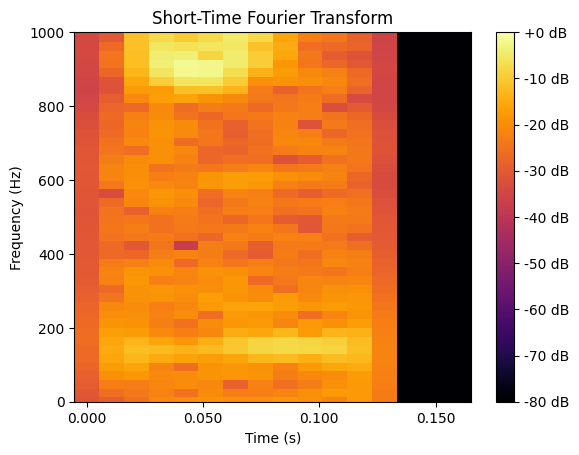 Short-Time Fourier Transform
Frequency (Hz)
1000
800
600
400
200
0
0.000
0.050
0.100
0.150
Time (s)
+0 dB
-10 dB
-20 dB
-30 dB
-40 dB
-50 dB
-60 dB
-70 dB
-80 dB